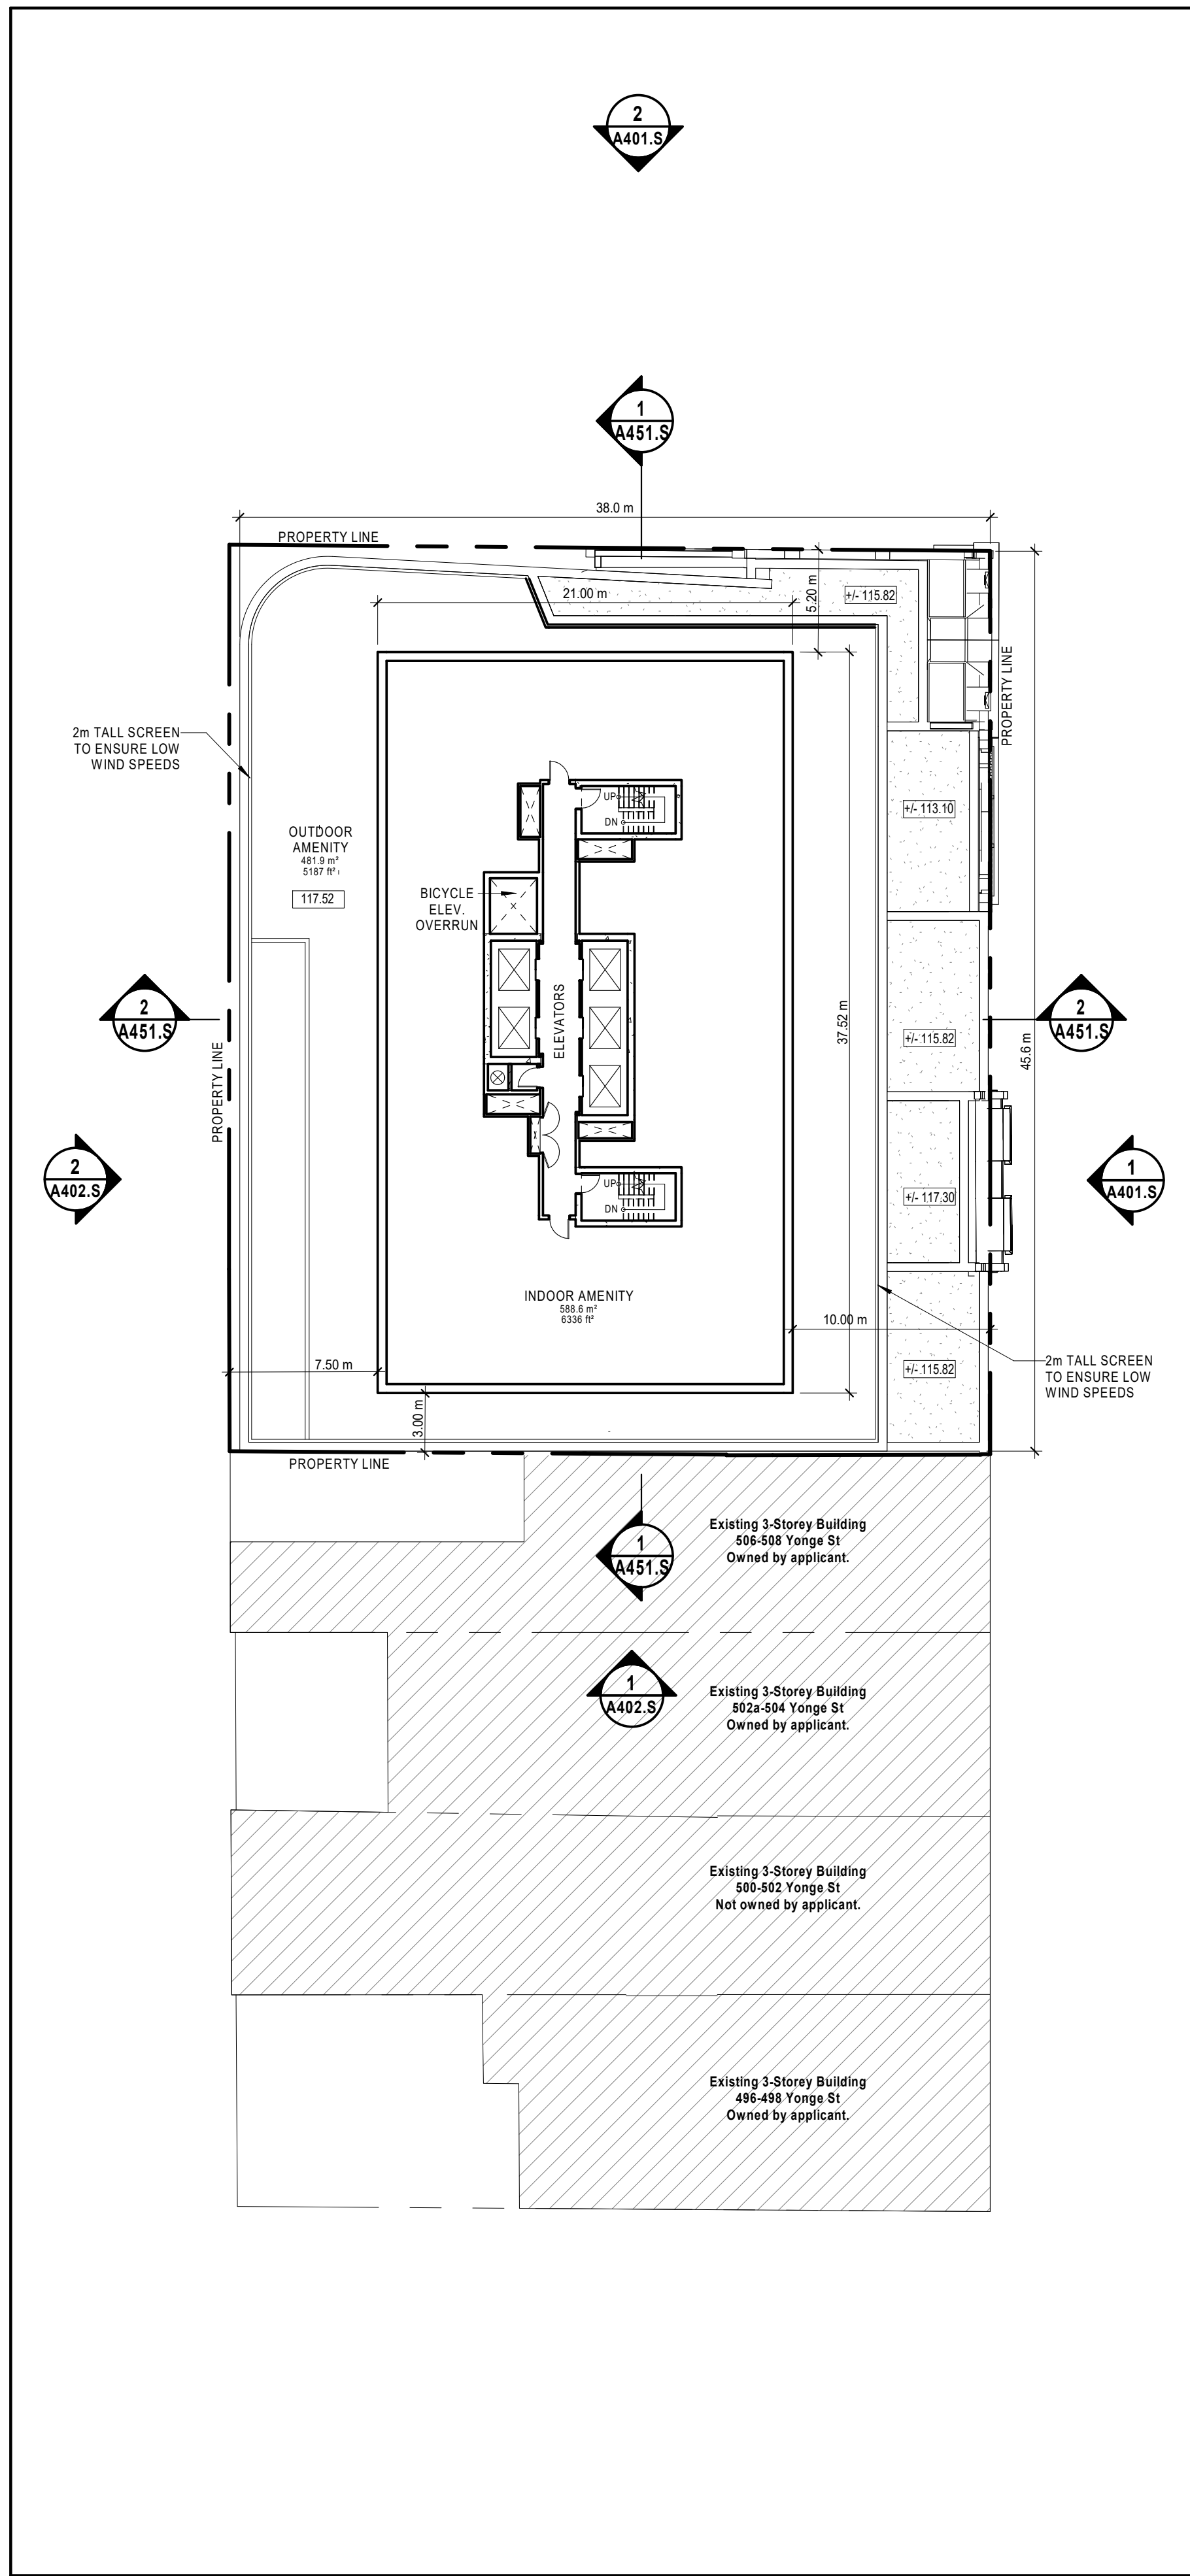 2
A401.S
1
A451.S
38.0 m
PROPERTY LINE
21.00 m
5.20 m
+/- 115.82
PROPERTY LINE
2m TALL SCREEN
TO ENSURE LOW
WIND SPEEDS
UP
DN
+/- 113.10
OUTDOOR
AMENITY
481.9 m²
5187 ft²
117.52
BICYCLE
ELEV.
OVERRUN
ELEVATORS
37.52 m
2
A451.S
2
A451.S
+/- 115.82
45.6 m
PROPERTY LINE
2
A402.S
UP
DN
+/- 117.30
1
A401.S
INDOOR AMENITY
588.6 m²
6336 ft²
10.00 m
7.50 m
+/- 115.82
2m TALL SCREEN
TO ENSURE LOW
WIND SPEEDS
3.00 m
PROPERTY LINE
Existing 3-Storey Building
506-508 Yonge St
Owned by applicant.
1
A451.S
1
A402.S
Existing 3-Storey Building
502a-504 Yonge St
Owned by applicant.
Existing 3-Storey Building
500-502 Yonge St
Not owned by applicant.
Existing 3-Storey Building
496-498 Yonge St
Owned by applicant.